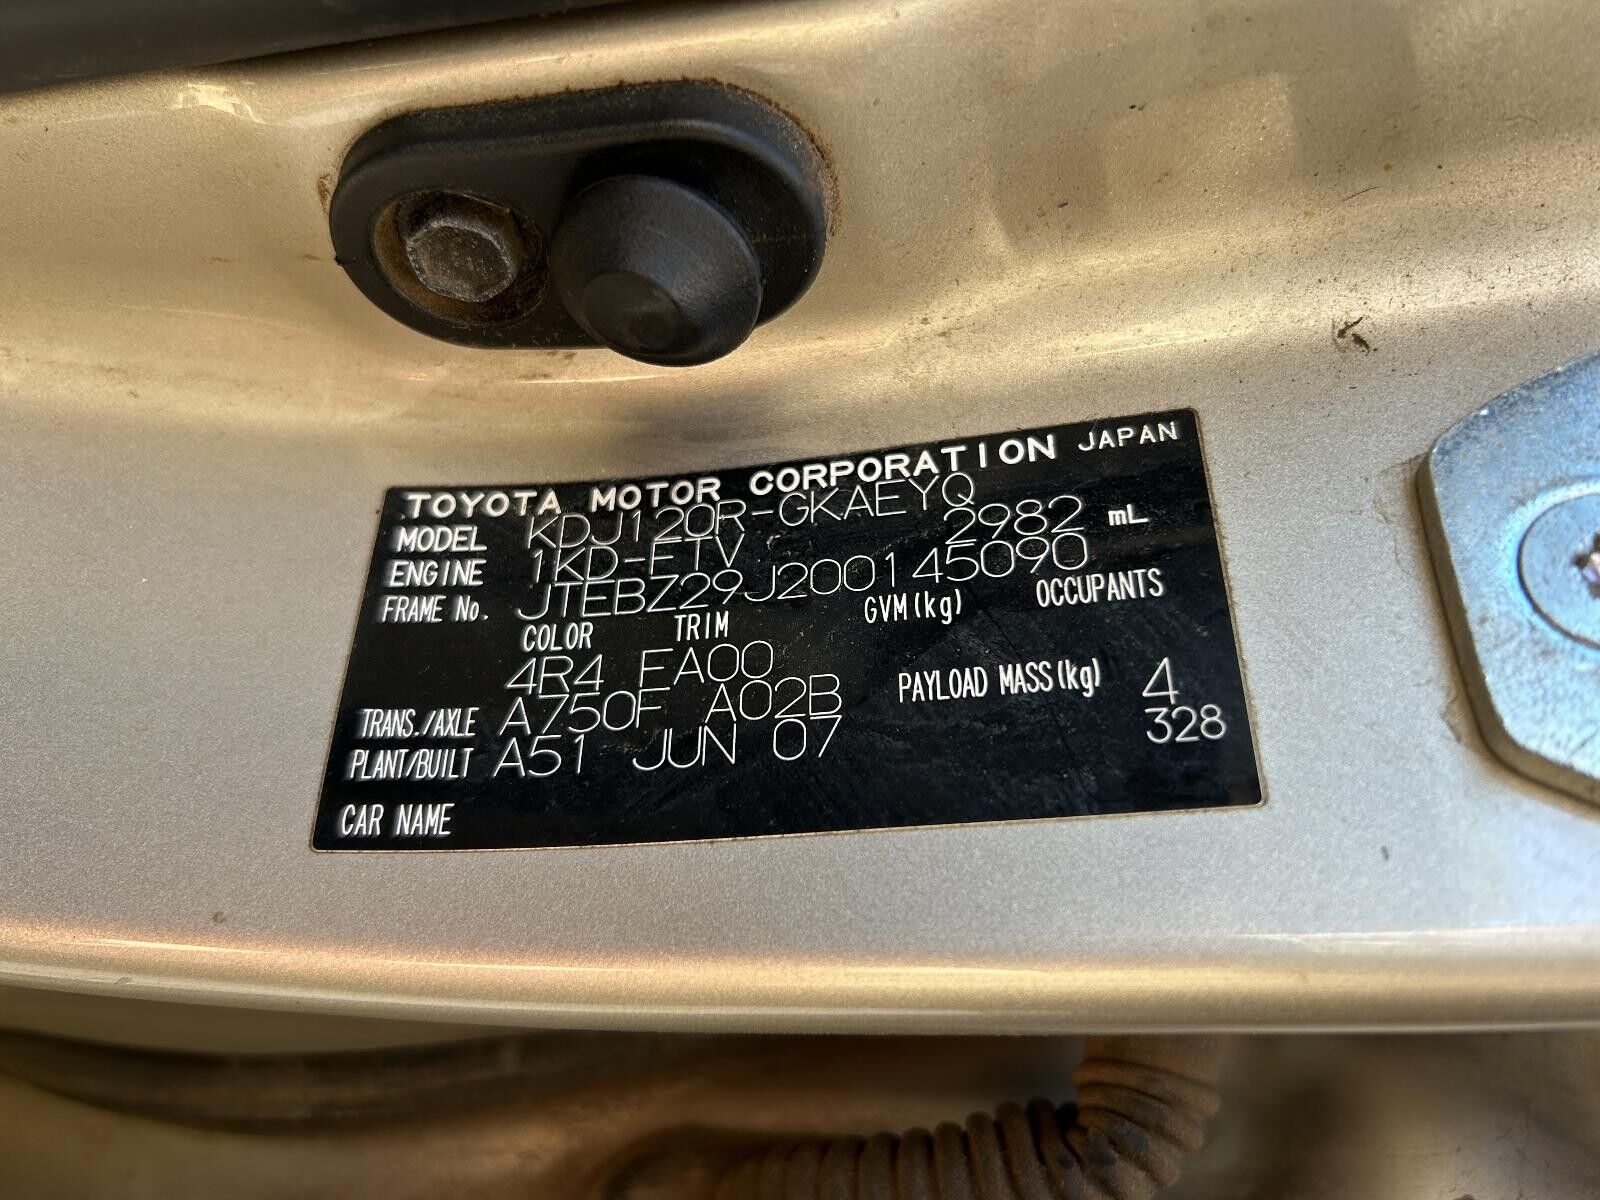 TOYOTA MOTOR CORPORATION JAPAN
MODEL KDJ120R-GKAEYQ
ENGINE 1KD-FTV 2982 mL
FRAME No. JTEBZ29J200145090
COLOR TRIM GVM(kg) OCCUPANTS
4R4 FA00 4
TRANS./AXLE A750F A02B PAYLOAD MASS(kg) 328
PLANT/BUILT A51 JUN 07
CAR NAME